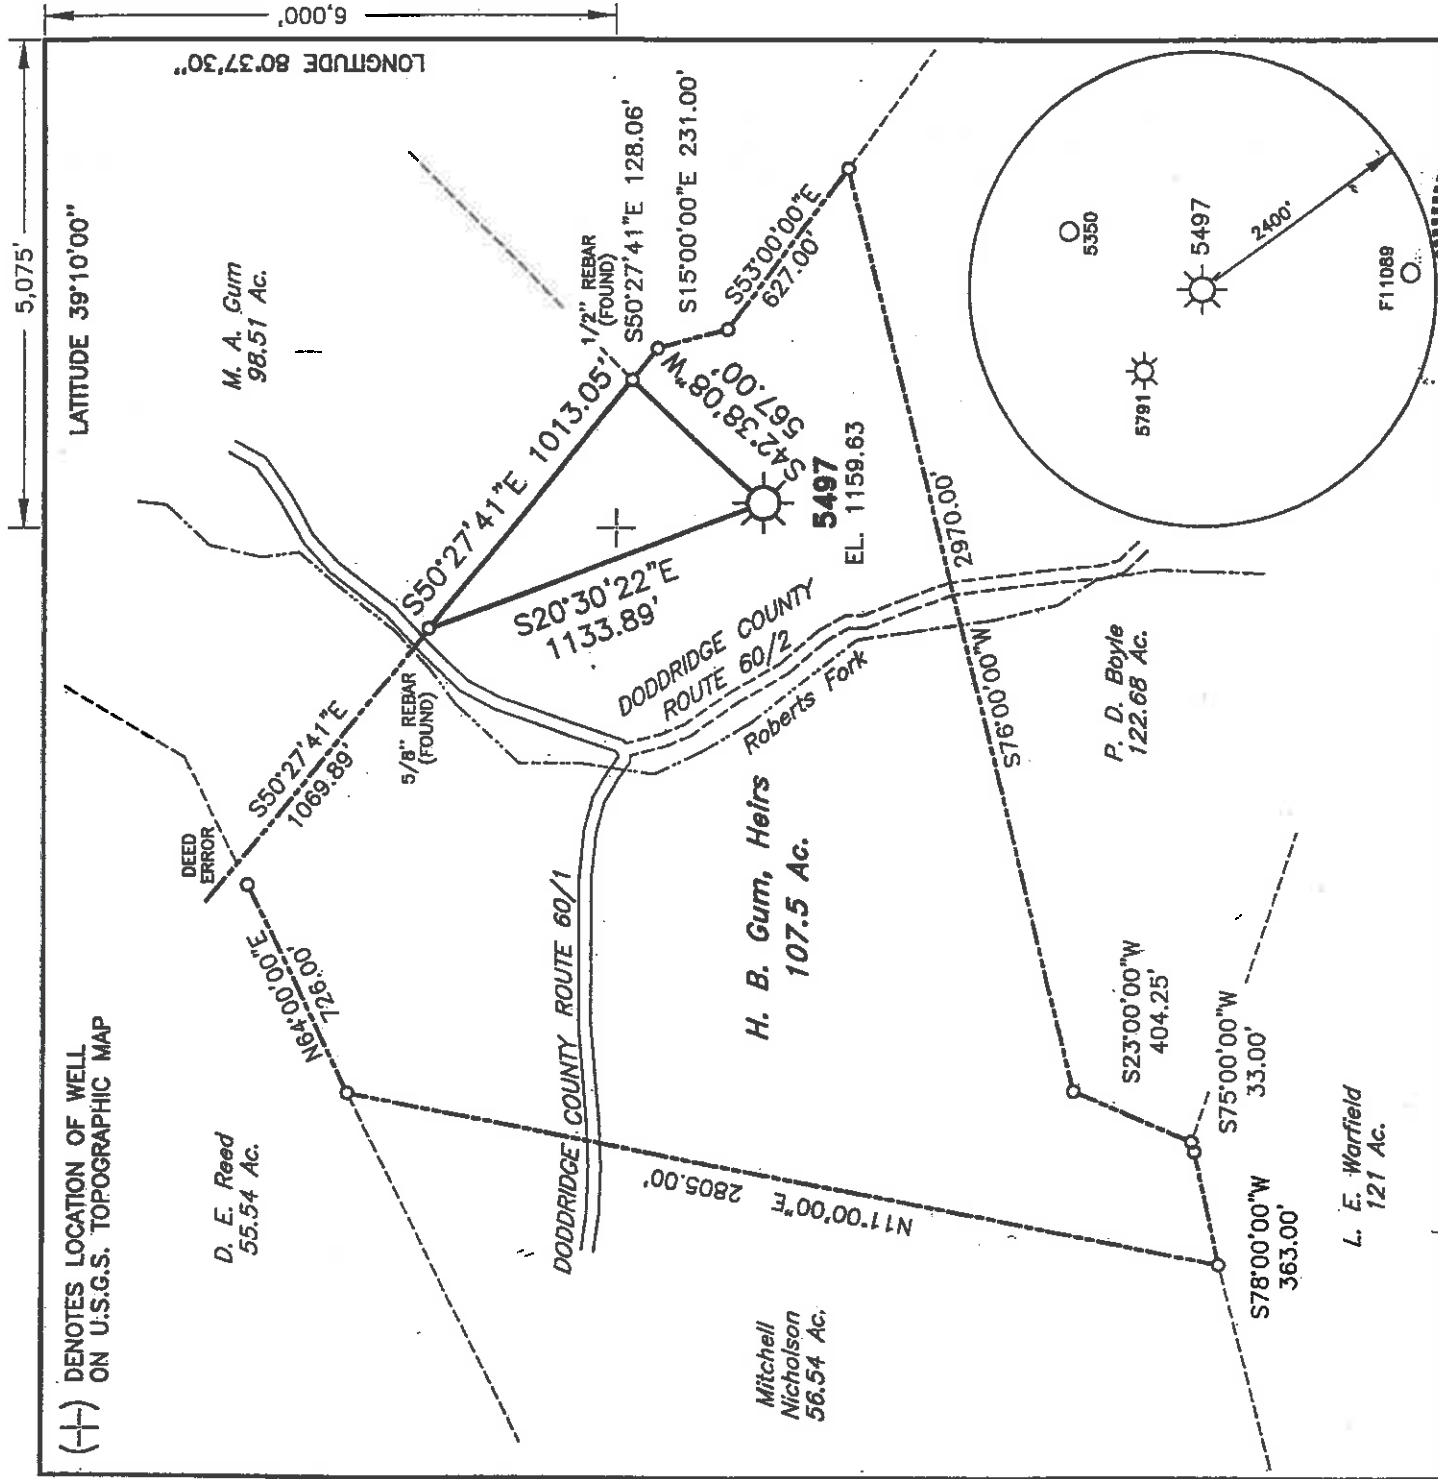 6,000'
5,075'
LATITUDE 39°10'00"
LONGITUDE 80°37'30"
(-|-) DENOTES LOCATION OF WELL
ON U.S.G.S. TOPOGRAPHIC MAP
M. A. Gum
98.51 Ac.
D. E. Reed
55.54 Ac.
DEED
ERROR
N64°00'00"E
726.00'
S50°27'41"E
1069.89'
5/8" REBAR
(FOUND)
S50°27'41"E 1013.05'
1/2" REBAR
(FOUND)
S50°27'41"E 128.06'
S15°00'00"E 231.00'
S53°00'00"E
627.00'
S42°38'08"W
567.00'
S20°30'22"E
1133.89'
5497
EL. 1159.63
DODDRIDGE COUNTY
ROUTE 60/2
Roberts Fork
DODDRIDGE COUNTY ROUTE 60/1
H. B. Gum, Heirs
107.5 Ac.
S76°00'00"W 2970.00'
P. D. Boyle
122.68 Ac.
N11°00'00"E 2805.00'
Mitchell
Nicholson
56.54 Ac.
S23°00'00"W
404.25'
S75°00'00"W
33.00'
S78°00'00"W
363.00'
L. E. Warfield
121 Ac.
5350
5497
5791
2400'
F11089